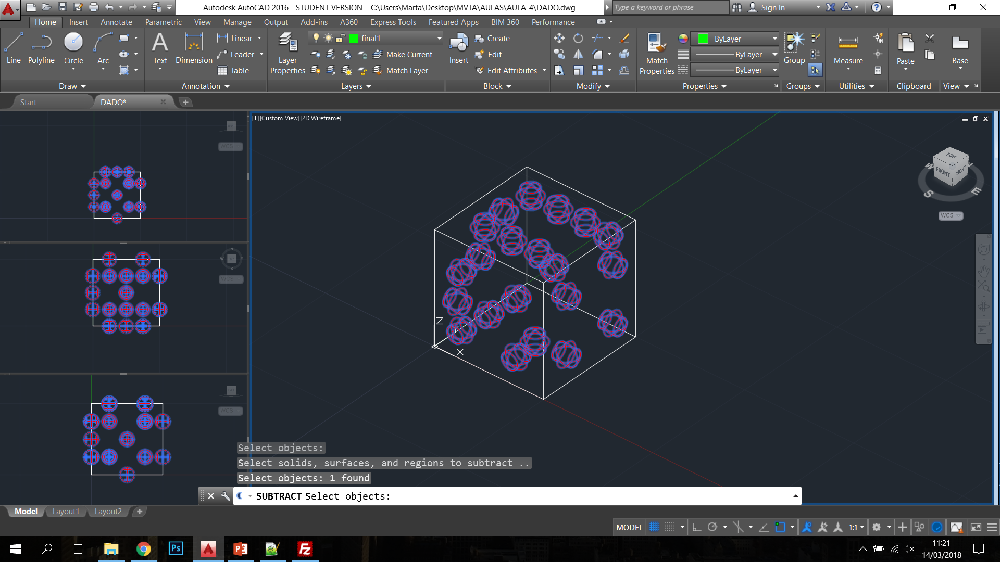 Autodesk AutoCAD 2016 - STUDENT VERSION C:\Users\Marta\Desktop\MVTA\AULAS\AULA_4\DADO.dwg
Type a keyword or phrase
Sign In
Home Insert Annotate Parametric View Manage Output Add-ins A360 Express Tools Featured Apps BIM 360 Performance
Line Polyline Circle Arc
Draw
Text Dimension
Linear
Leader
Table
Annotation
Layer Properties
final1
Make Current
Match Layer
Layers
Insert
Create
Edit
Edit Attributes
Block
Modify
Match Properties
ByLayer
ByLayer
ByLayer
Properties
Group
Groups
Measure
Utilities
Paste
Clipboard
Base
View
Start DADO*
[+][Custom View][2D Wireframe]
TOP
FRONT
RIGHT
W
S
E
WCS
WCS
N
W
E
S
WCS
WCS
Z
Y
X
Select objects:
Select solids, surfaces, and regions to subtract ..
Select objects: 1 found
SUBTRACT Select objects:
Model Layout1 Layout2
MODEL
1:1
Ps
Fz
11:21
14/03/2018